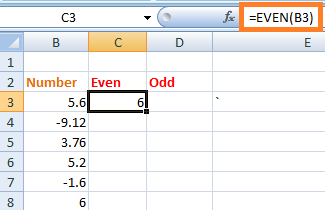 C3 fx =EVEN(B3)
B C D E
1
2 Number Even Odd
3 5.6 6 `
4 -9.12
5 3.76
6 5.2
7 -1.6
8 6